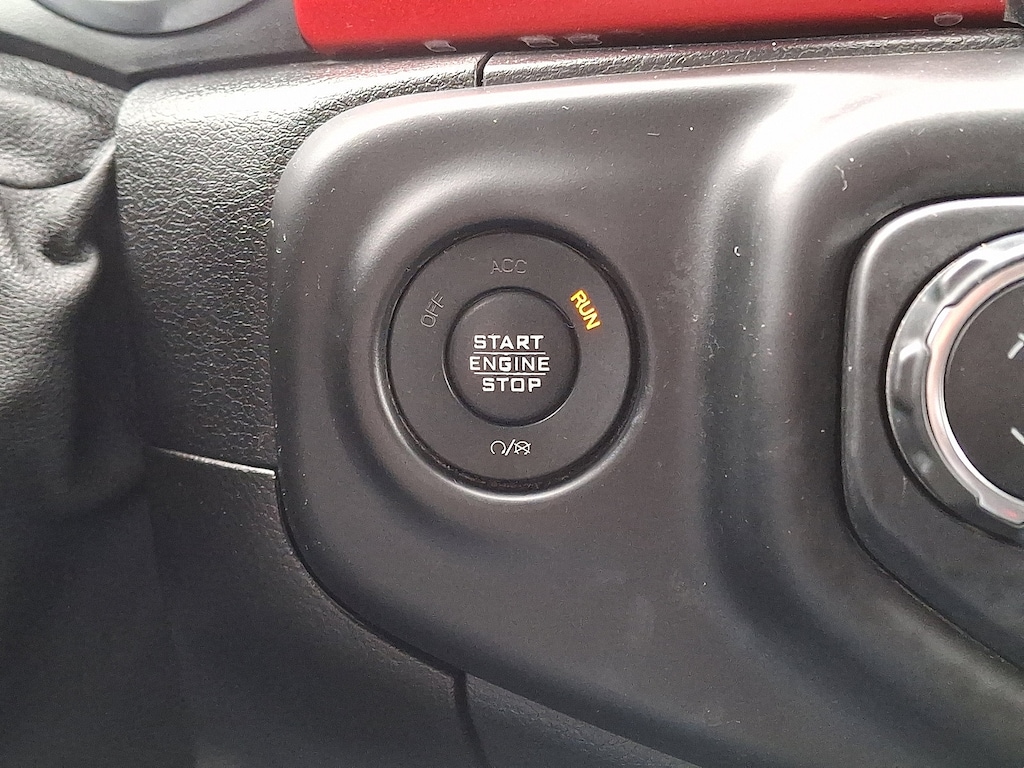 ACC
OFF
RUN
START
ENGINE
STOP